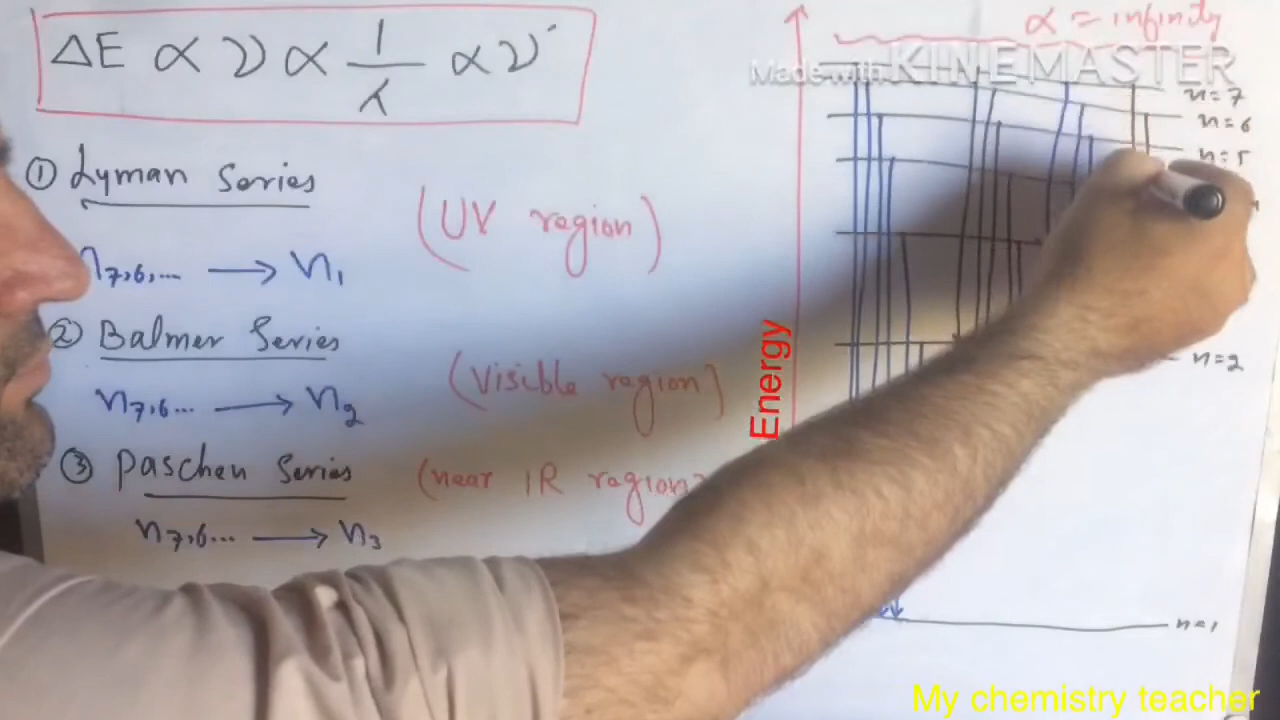 ΔE ∝ ν ∝ 1/λ ∝ ν̄
① Lyman Series
(UV region)
n7,6,... → n1
② Balmer Series
(Visible region)
n7,6... → n2
③ Paschen Series
(near IR region)
n7,6... → n3
α = infinity
Made with KINEMASTER
n=7
n=6
n=5
n=2
n=1
Energy
My chemistry teacher